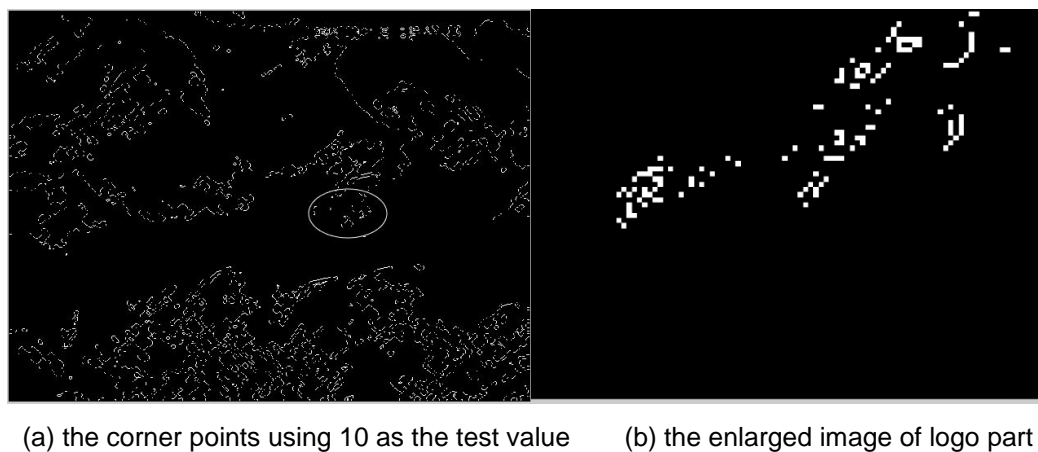 (a) the corner points using 10 as the test value (b) the enlarged image of logo part